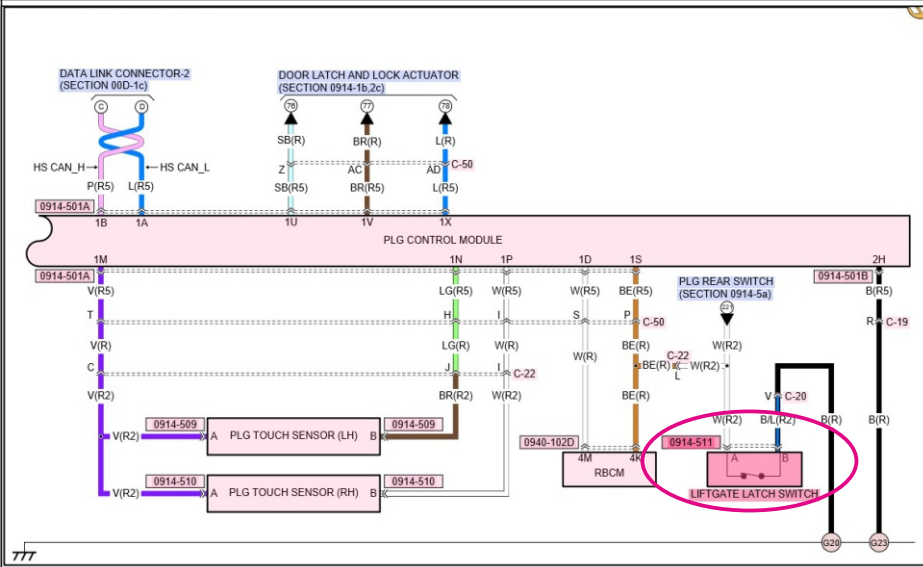 DATA LINK CONNECTOR-2
(SECTION 00D-1c)
DOOR LATCH AND LOCK ACTUATOR
(SECTION 0914-1b,2c)
C D 76 77 78
SB(R) BR(R) L(R)
HS CAN_H HS CAN_L Z AC AD C-50
P(R5) L(R5) SB(R5) BR(R5) L(R5)
0914-501A
1B 1A 1U 1V 1X
PLG CONTROL MODULE
1M 1N 1P 1D 1S 2H
0914-501A 0914-501B
PLG REAR SWITCH
(SECTION 0914-5a)
V(R5) LG(R5) W(R5) W(R5) BE(R5) B(R5)
221
T H I S P C-50 R C-19
V(R) LG(R) W(R) BE(R) W(R2)
W(R) C-22
BE(R) W(R2)
L
C J I C-22
V(R2) BR(R2) W(R2) BE(R) V C-20
W(R2) B/L(R2) B(R) B(R)
0914-509 0914-509
V(R2) A PLG TOUCH SENSOR (LH) B
0940-102D 0914-511
4M 4K A B
RBCM
0914-510 0914-510
V(R2) A PLG TOUCH SENSOR (RH) B
LIFTGATE LATCH SWITCH
G20 G23